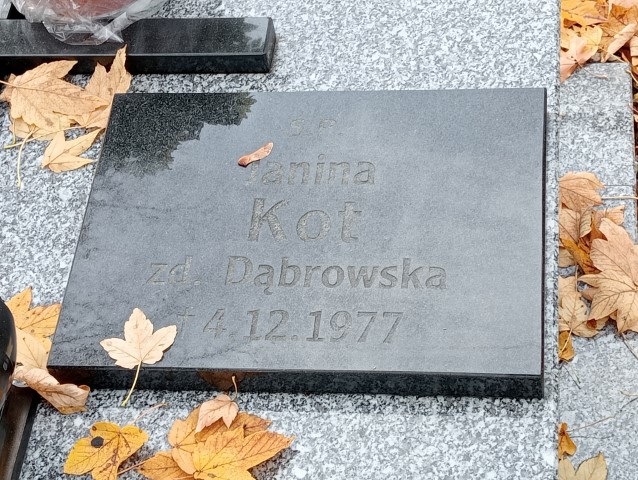 ś.p.
Janina
Kot
zd. Dąbrowska
† 4.12.1977